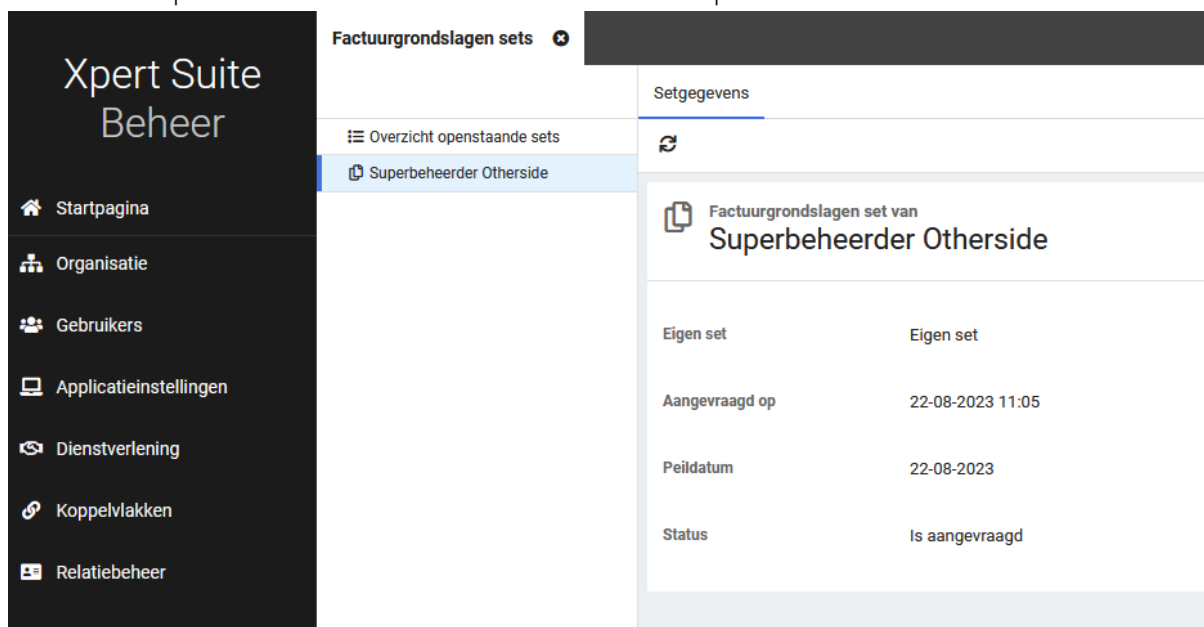 Xpert Suite
Beheer
Startpagina
Organisatie
Gebruikers
Applicatieinstellingen
Dienstverlening
Koppelvlakken
Relatiebeheer
Factuurgrondslagen sets
Overzicht openstaande sets
Superbeheerder Otherside
Setgegevens
Factuurgrondslagen set van
Superbeheerder Otherside
Eigen set Eigen set
Aangevraagd op 22-08-2023 11:05
Peildatum 22-08-2023
Status Is aangevraagd